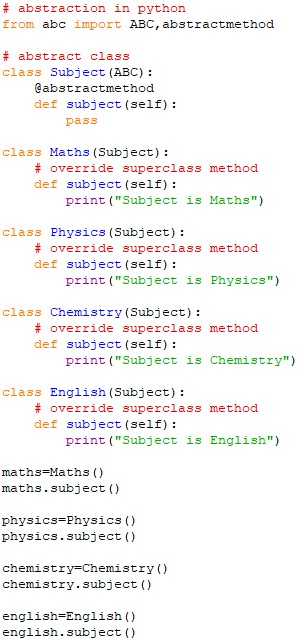 # abstraction in python
from abc import ABC,abstractmethod

# abstract class
class Subject(ABC):
    @abstractmethod
    def subject(self):
        pass

class Maths(Subject):
    # override superclass method
    def subject(self):
        print("Subject is Maths")

class Physics(Subject):
    # override superclass method
    def subject(self):
        print("Subject is Physics")

class Chemistry(Subject):
    # override superclass method
    def subject(self):
        print("Subject is Chemistry")

class English(Subject):
    # override superclass method
    def subject(self):
        print("Subject is English")

maths=Maths()
maths.subject()

physics=Physics()
physics.subject()

chemistry=Chemistry()
chemistry.subject()

english=English()
english.subject()